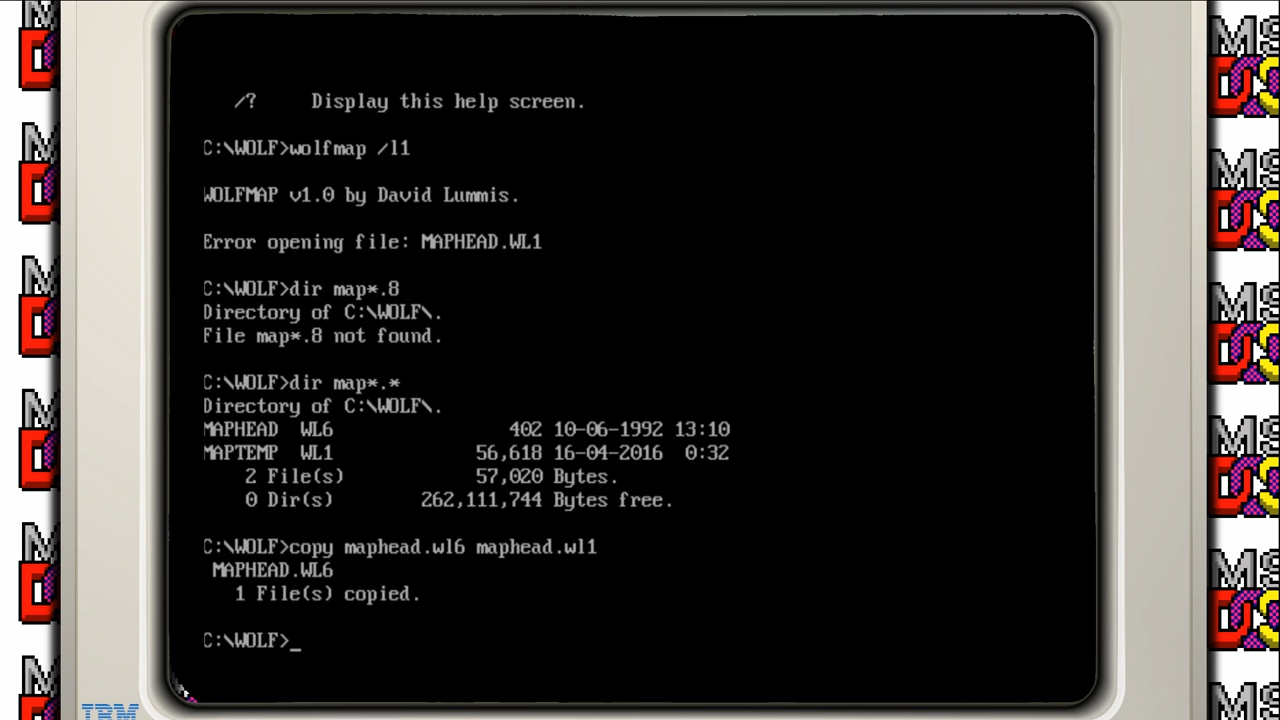 /? Display this help screen.
C:\WOLF>wolfmap /l1
WOLFMAP v1.0 by David Lummis.
Error opening file: MAPHEAD.WL1
C:\WOLF>dir map*.8
Directory of C:\WOLF\.
File map*.8 not found.
C:\WOLF>dir map*.*
Directory of C:\WOLF\.
MAPHEAD WL6 402 10-06-1992 13:10
MAPTEMP WL1 56,618 16-04-2016 0:32
2 File(s) 57,020 Bytes.
0 Dir(s) 262,111,744 Bytes free.
C:\WOLF>copy maphead.wl6 maphead.wl1
MAPHEAD.WL6
1 File(s) copied.
C:\WOLF>_
IBM